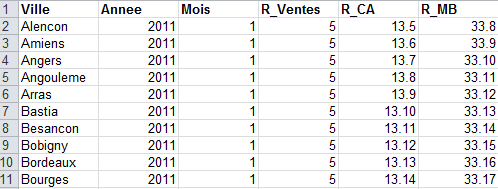 1 Ville Annee Mois R_Ventes R_CA R_MB
2 Alencon 2011 1 5 13.5 33.8
3 Amiens 2011 1 5 13.6 33.9
4 Angers 2011 1 5 13.7 33.10
5 Angouleme 2011 1 5 13.8 33.11
6 Arras 2011 1 5 13.9 33.12
7 Bastia 2011 1 5 13.10 33.13
8 Besancon 2011 1 5 13.11 33.14
9 Bobigny 2011 1 5 13.12 33.15
10 Bordeaux 2011 1 5 13.13 33.16
11 Bourges 2011 1 5 13.14 33.17